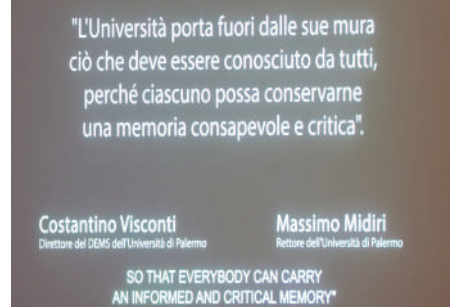 "L'Università porta fuori dalle sue mura
ciò che deve essere conosciuto da tutti,
perché ciascuno possa conservarne
una memoria consapevole e critica".
Costantino Visconti
Direttore del DEMS dell'Università di Palermo
Massimo Midiri
Rettore dell'Università di Palermo
SO THAT EVERYBODY CAN CARRY
AN INFORMED AND CRITICAL MEMORY"